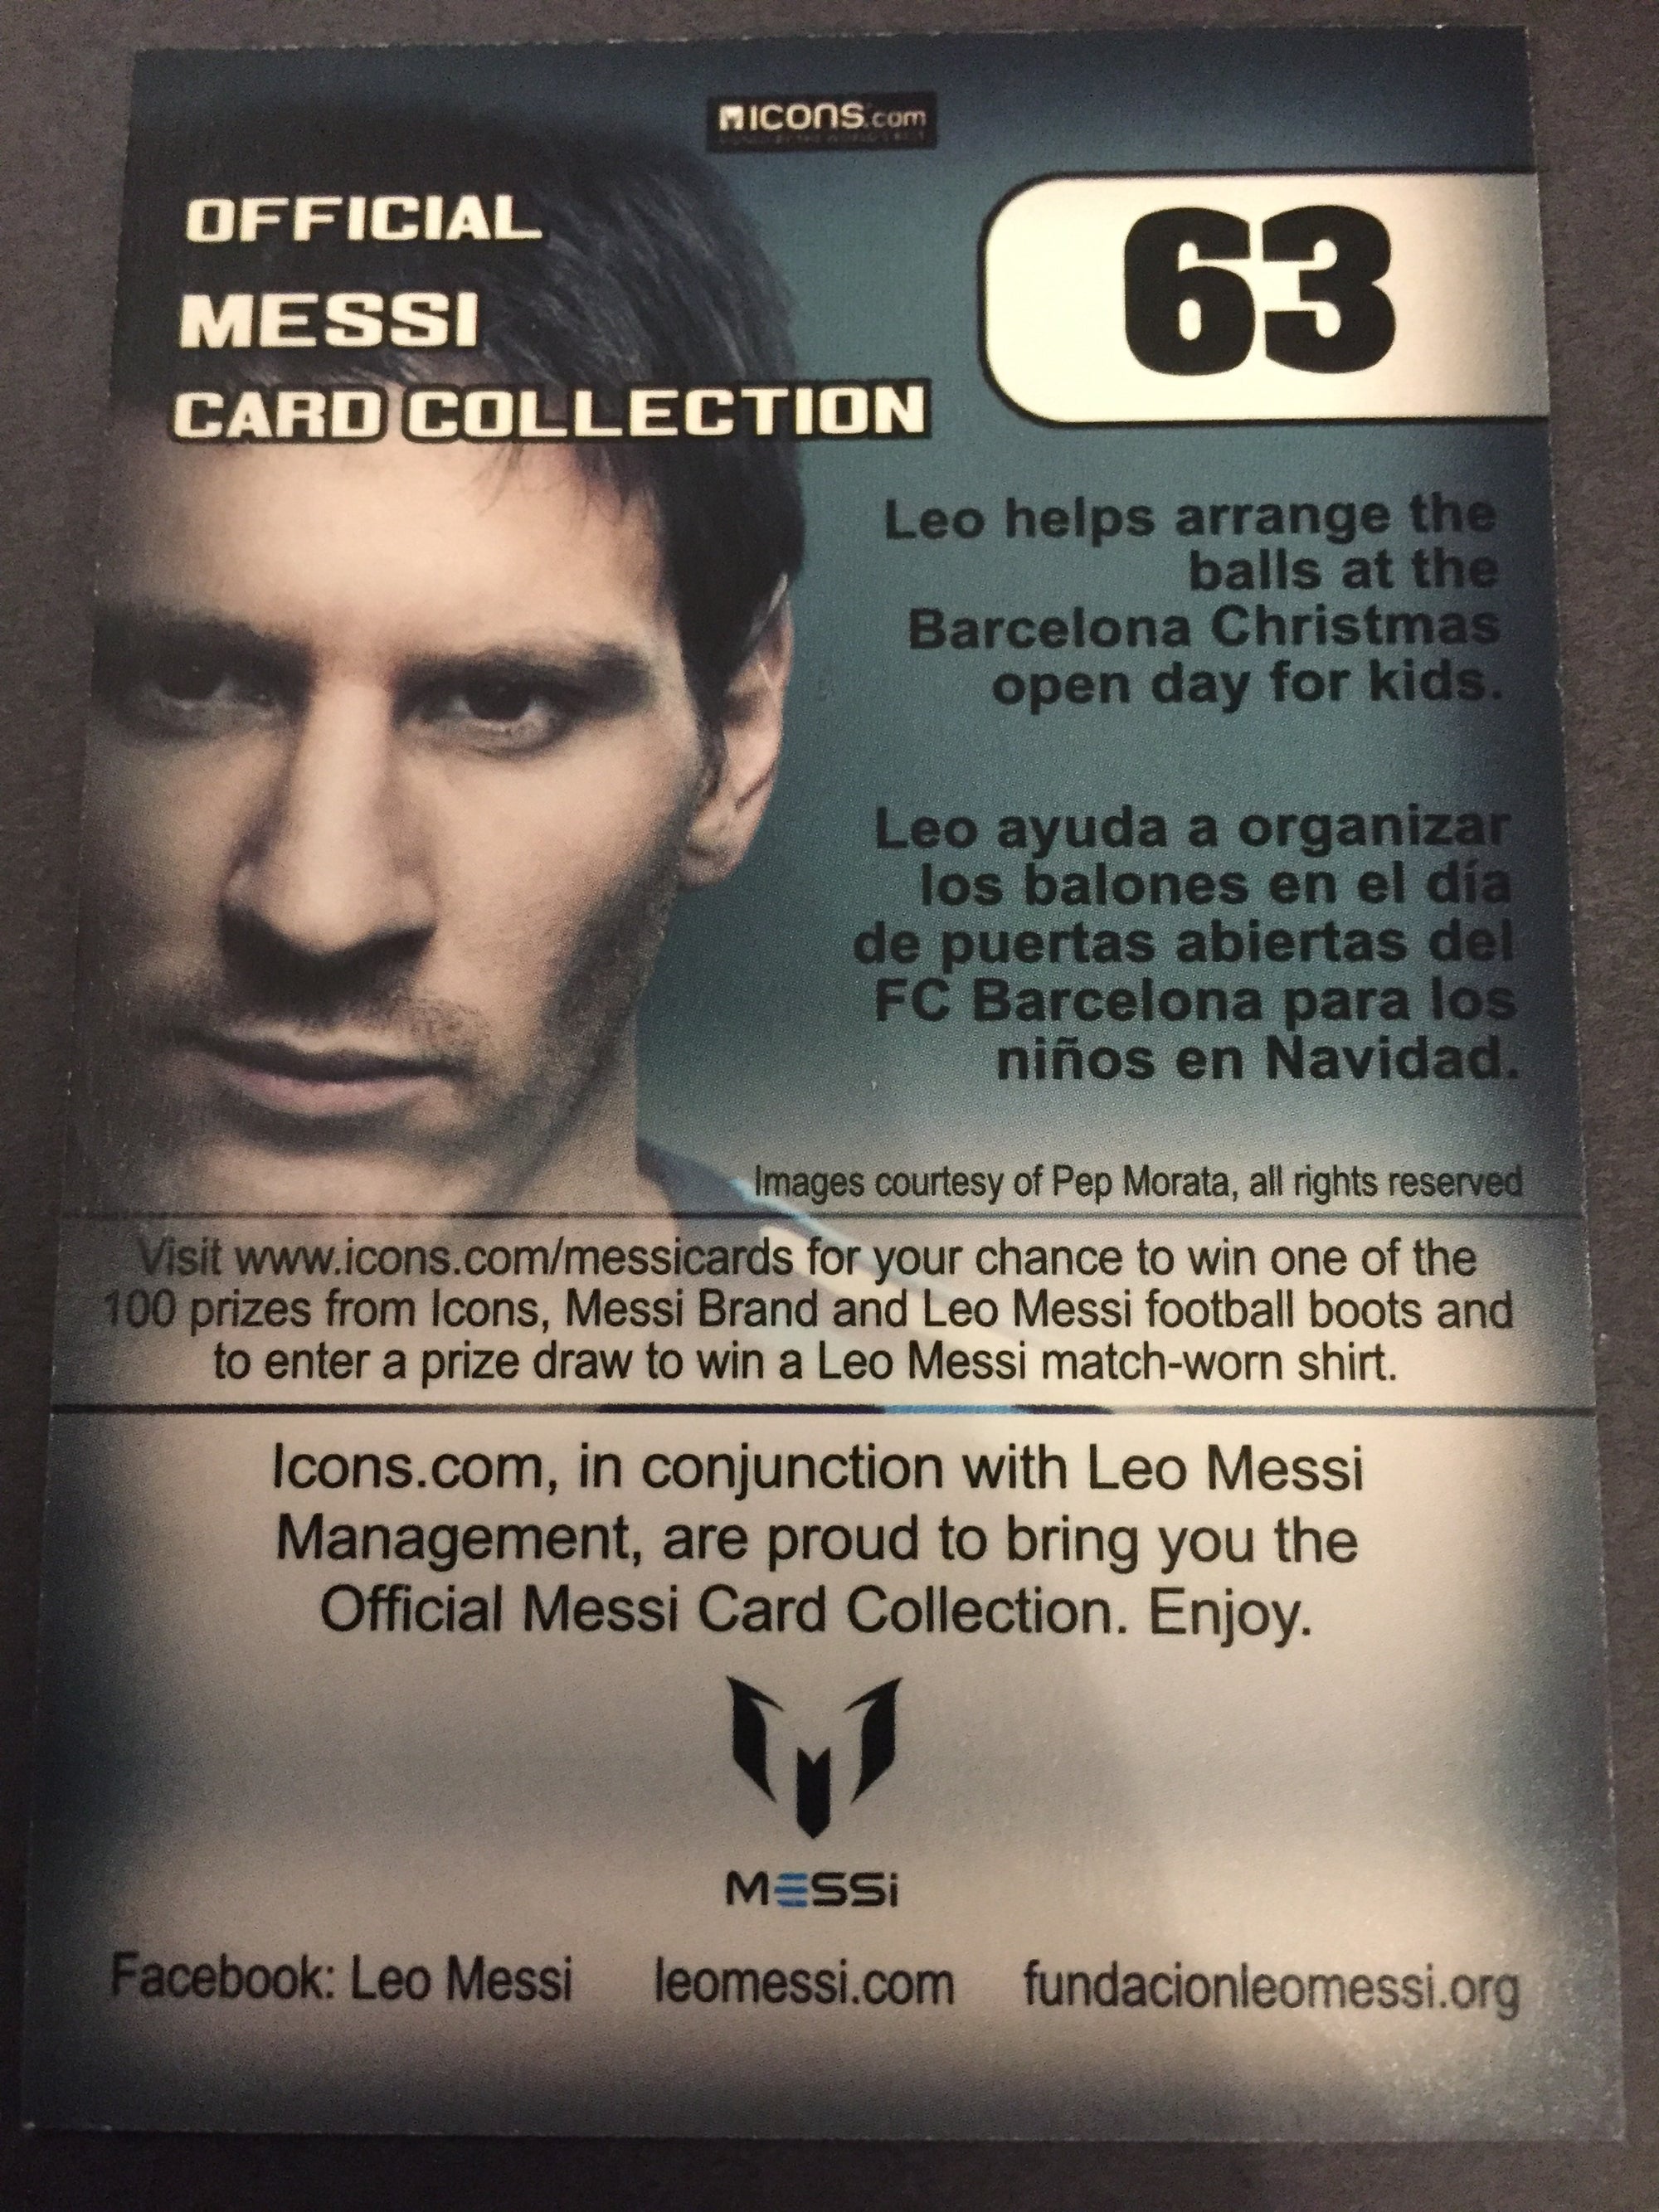 ICONS.com
OFFICIAL
MESSI
CARD COLLECTION
63
Leo helps arrange the
balls at the
Barcelona Christmas
open day for kids.
Leo ayuda a organizar
los balones en el día
de puertas abiertas del
FC Barcelona para los
niños en Navidad.
Images courtesy of Pep Morata, all rights reserved
Visit www.icons.com/messicards for your chance to win one of the
100 prizes from Icons, Messi Brand and Leo Messi football boots and
to enter a prize draw to win a Leo Messi match-worn shirt.
Icons.com, in conjunction with Leo Messi
Management, are proud to bring you the
Official Messi Card Collection. Enjoy.
MESSi
Facebook: Leo Messi leomessi.com fundacionleomessi.org